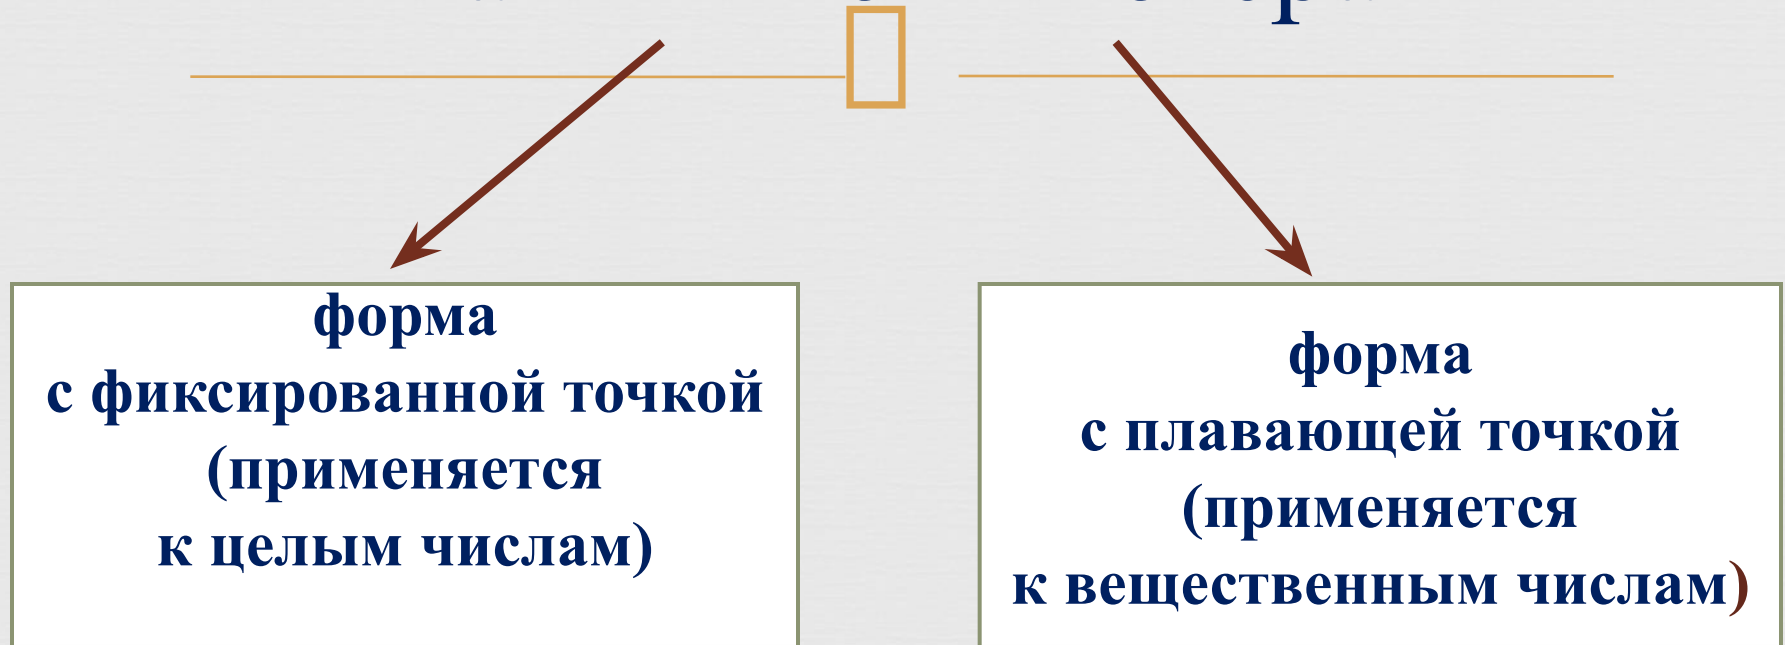 форма
с фиксированной точкой
(применяется
к целым числам)
форма
с плавающей точкой
(применяется
к вещественным числам)